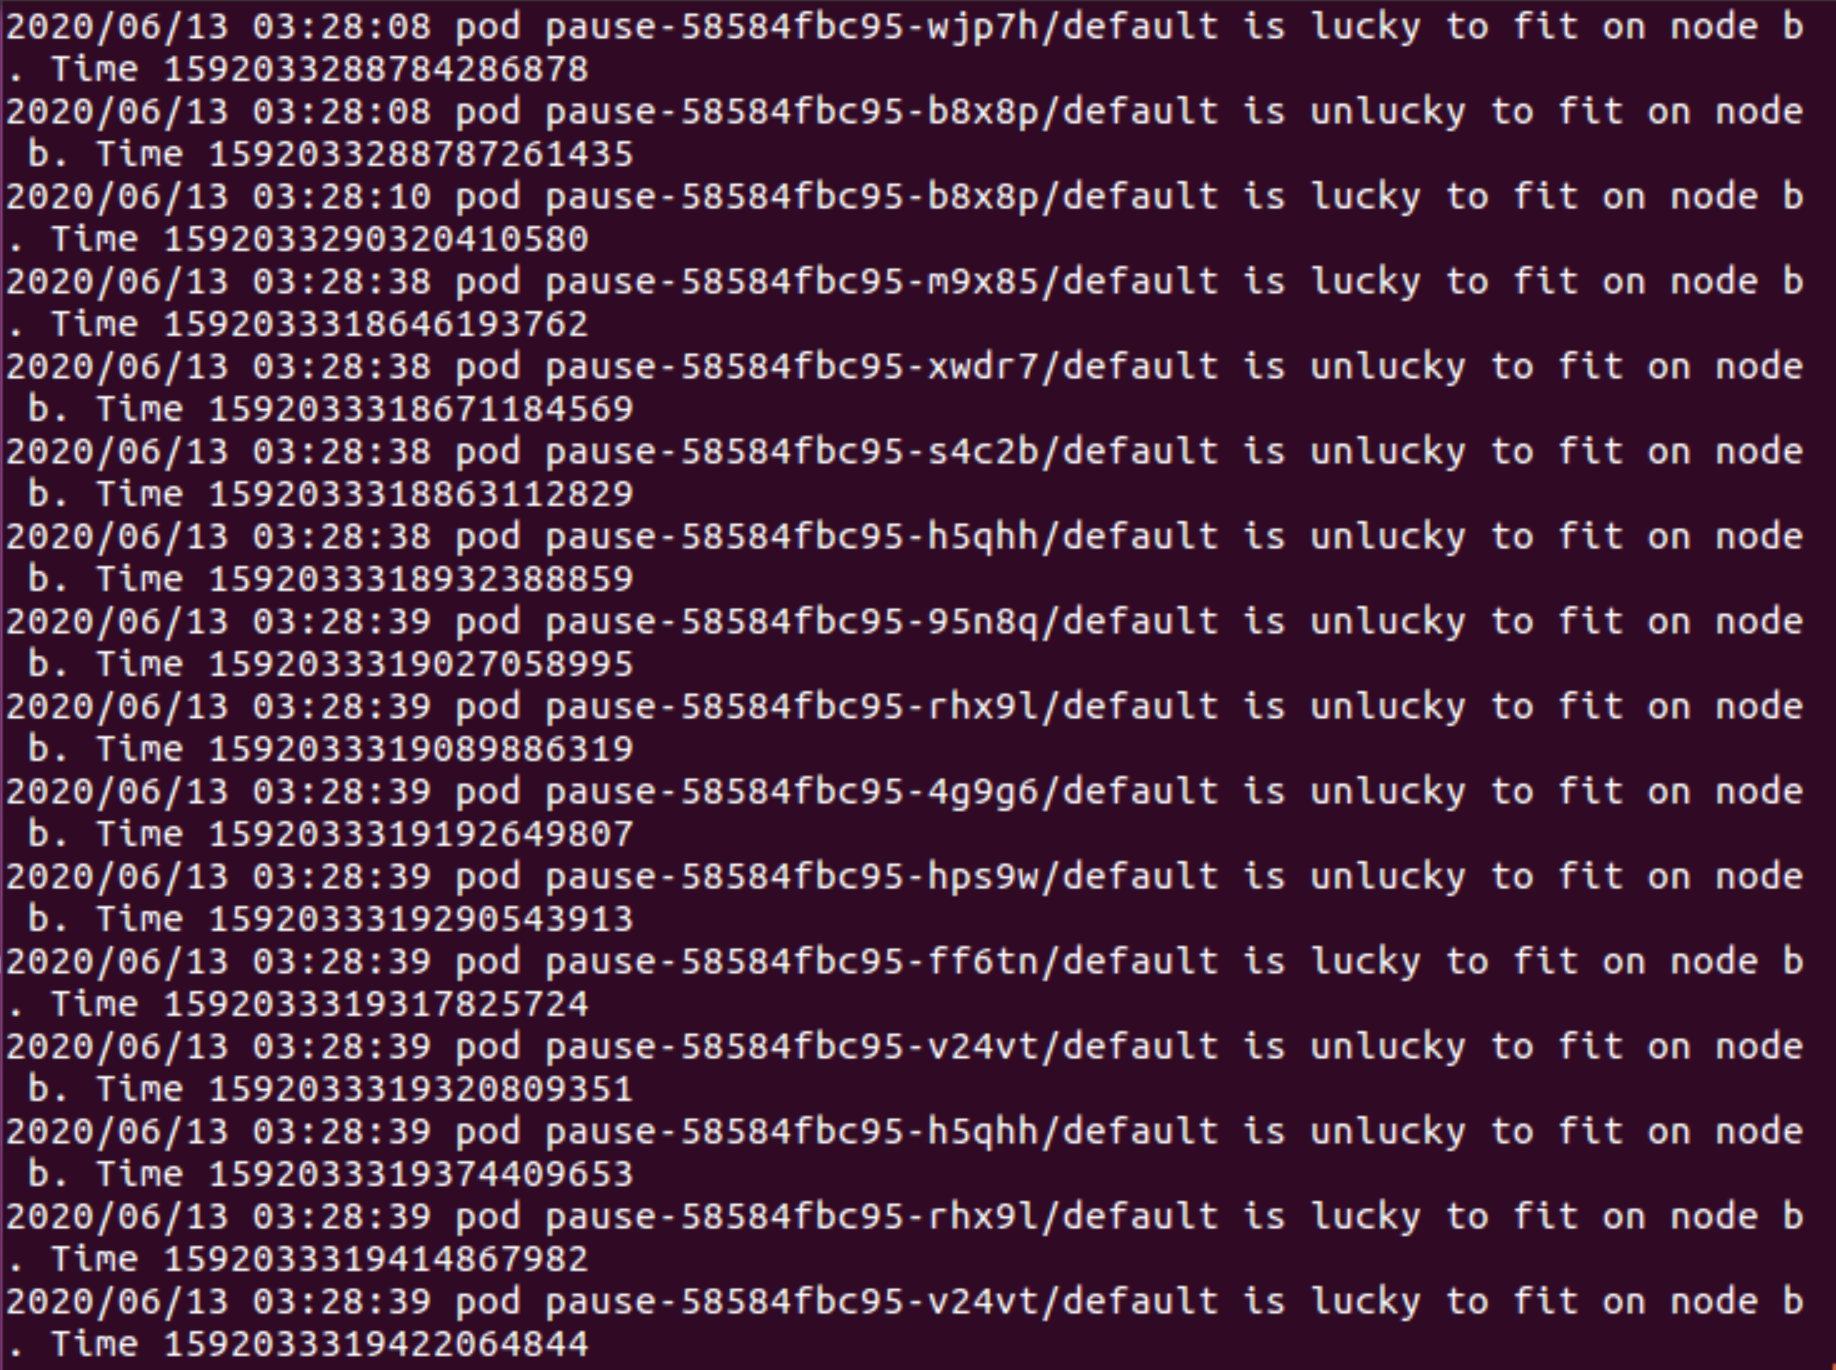 2020/06/13 03:28:08 pod pause-58584fbc95-wjp7h/default is lucky to fit on node b
. Time 1592033288784286878
2020/06/13 03:28:08 pod pause-58584fbc95-b8x8p/default is unlucky to fit on node
 b. Time 1592033288787261435
2020/06/13 03:28:10 pod pause-58584fbc95-b8x8p/default is lucky to fit on node b
. Time 1592033290320410580
2020/06/13 03:28:38 pod pause-58584fbc95-m9x85/default is lucky to fit on node b
. Time 1592033318646193762
2020/06/13 03:28:38 pod pause-58584fbc95-xwdr7/default is unlucky to fit on node
 b. Time 1592033318671184569
2020/06/13 03:28:38 pod pause-58584fbc95-s4c2b/default is unlucky to fit on node
 b. Time 1592033318863112829
2020/06/13 03:28:38 pod pause-58584fbc95-h5qhh/default is unlucky to fit on node
 b. Time 1592033318932388859
2020/06/13 03:28:39 pod pause-58584fbc95-95n8q/default is unlucky to fit on node
 b. Time 1592033319027058995
2020/06/13 03:28:39 pod pause-58584fbc95-rhx9l/default is unlucky to fit on node
 b. Time 1592033319089886319
2020/06/13 03:28:39 pod pause-58584fbc95-4g9g6/default is unlucky to fit on node
 b. Time 1592033319192649807
2020/06/13 03:28:39 pod pause-58584fbc95-hps9w/default is unlucky to fit on node
 b. Time 1592033319290543913
2020/06/13 03:28:39 pod pause-58584fbc95-ff6tn/default is lucky to fit on node b
. Time 1592033319317825724
2020/06/13 03:28:39 pod pause-58584fbc95-v24vt/default is unlucky to fit on node
 b. Time 1592033319320809351
2020/06/13 03:28:39 pod pause-58584fbc95-h5qhh/default is unlucky to fit on node
 b. Time 1592033319374409653
2020/06/13 03:28:39 pod pause-58584fbc95-rhx9l/default is lucky to fit on node b
. Time 1592033319414867982
2020/06/13 03:28:39 pod pause-58584fbc95-v24vt/default is lucky to fit on node b
. Time 1592033319422064844